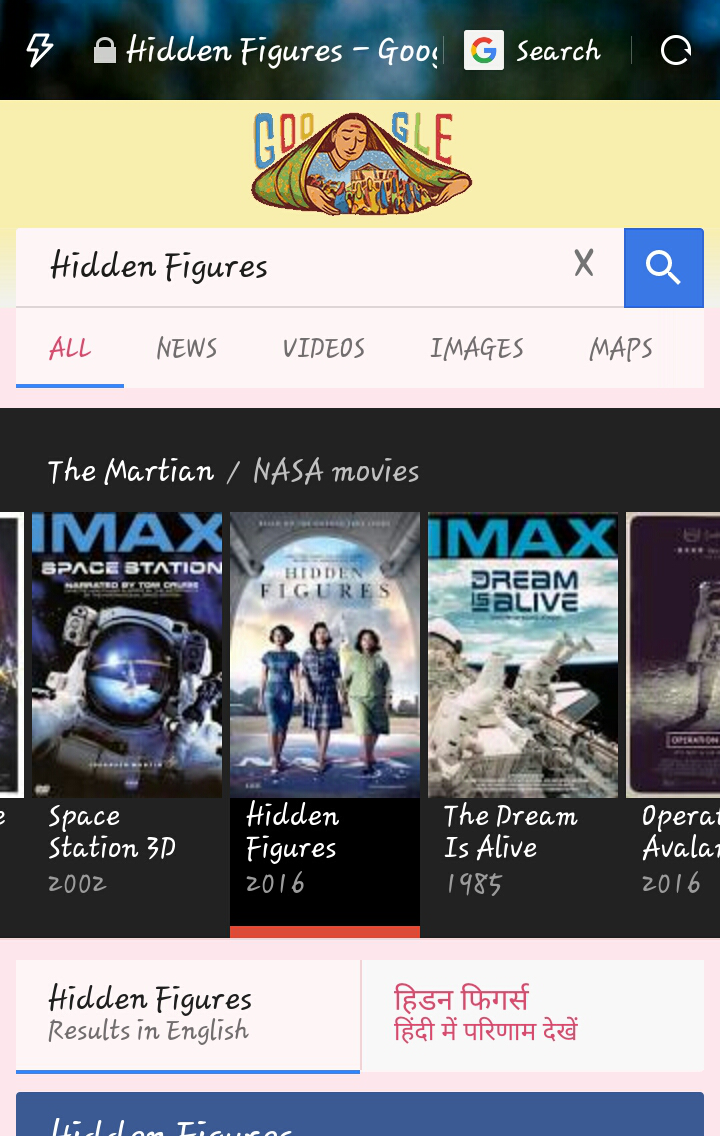 Hidden Figures – Goog
Search
GOOGLE
Hidden Figures
X
ALL NEWS VIDEOS IMAGES MAPS
The Martian / NASA movies
IMAX
SPACE STATION
NARRATED BY TOM CRUISE
HIDDEN
FIGURES
IMAX
DREAM
IS ALIVE
OPERATION
Space
Station 3D
2002
Hidden
Figures
2016
The Dream
Is Alive
1985
Operat
Avalan
2016
Hidden Figures
Results in English
हिडन फिगर्स
हिंदी में परिणाम देखें
Hidden Figures